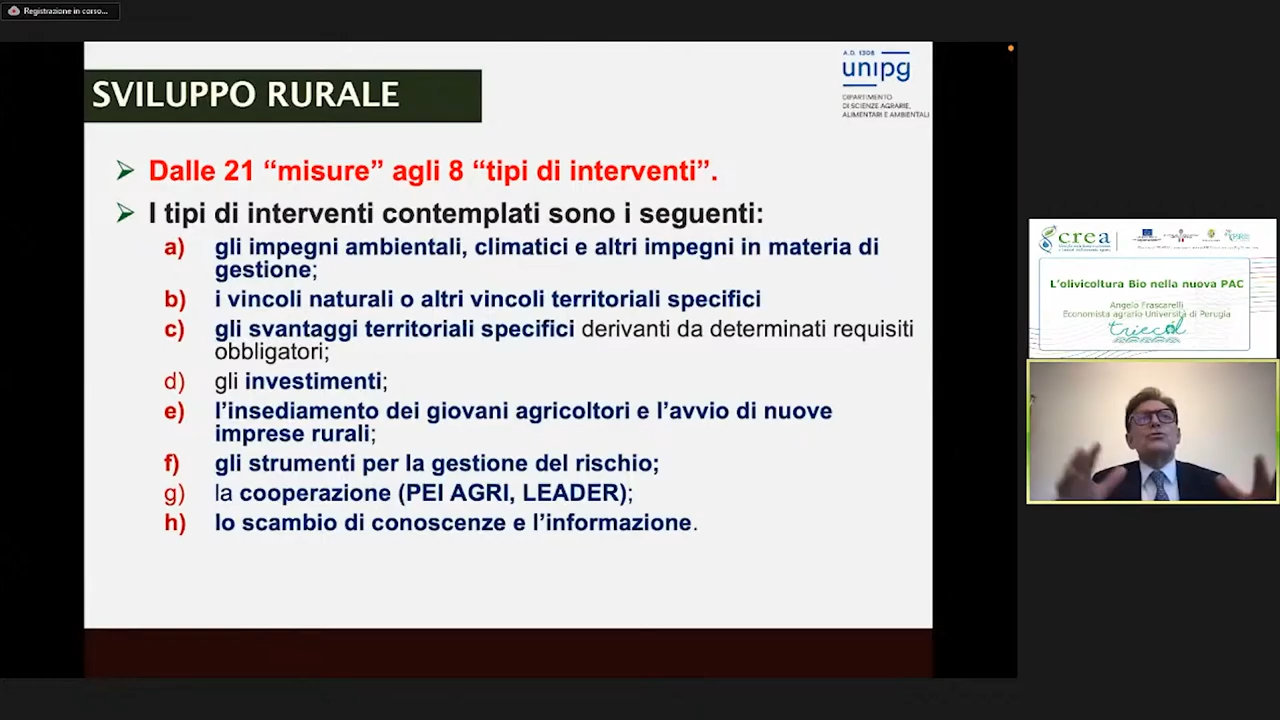 Registrazione in corso...
SVILUPPO RURALE
A.D. 1308
unipg
DIPARTIMENTO
DI SCIENZE AGRARIE,
ALIMENTARI E AMBIENTALI
Dalle 21 “misure” agli 8 “tipi di interventi”.
I tipi di interventi contemplati sono i seguenti:
a) gli impegni ambientali, climatici e altri impegni in materia di
gestione;
b) i vincoli naturali o altri vincoli territoriali specifici
c) gli svantaggi territoriali specifici derivanti da determinati requisiti
obbligatori;
d) gli investimenti;
e) l’insediamento dei giovani agricoltori e l’avvio di nuove
imprese rurali;
f) gli strumenti per la gestione del rischio;
g) la cooperazione (PEI AGRI, LEADER);
h) lo scambio di conoscenze e l’informazione.
crea
L'olivicoltura Bio nella nuova PAC
Angelo Frascarelli
Economista agrario Università di Perugia